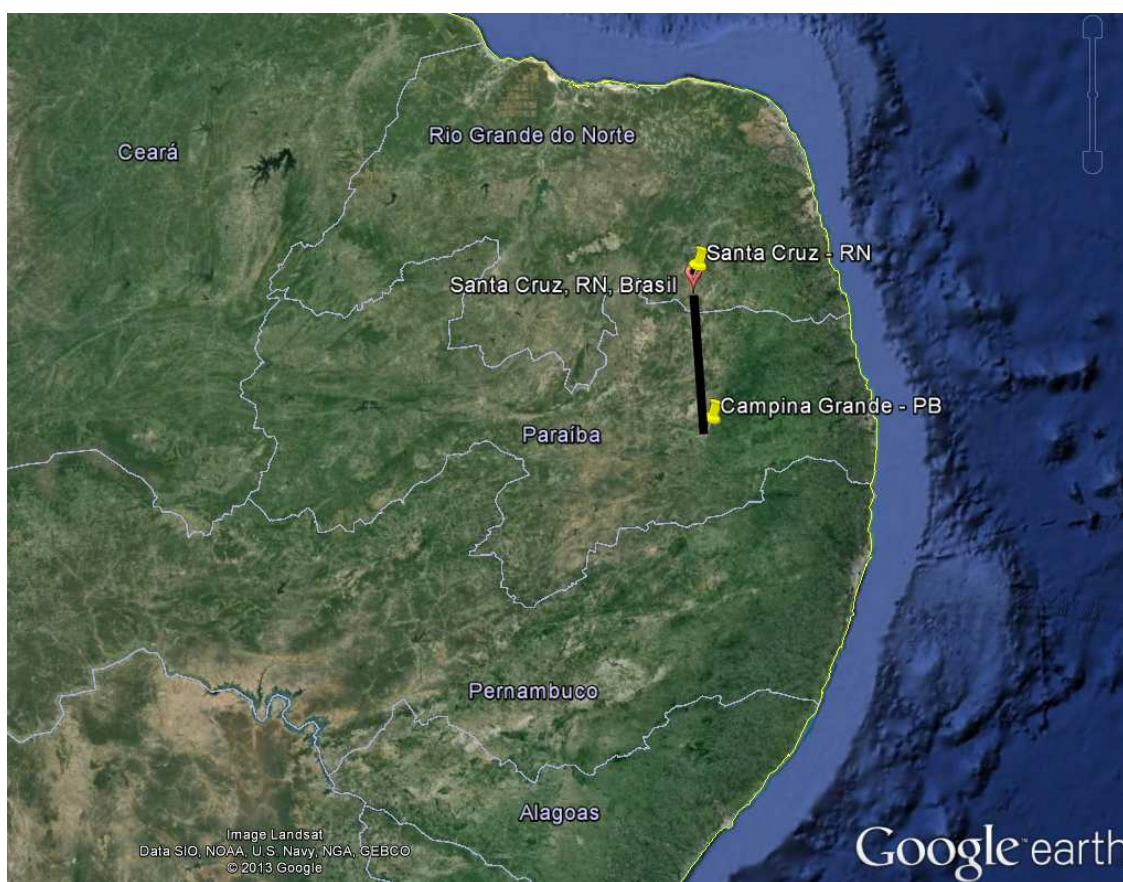 Rio Grande do Norte
Ceará
Santa Cruz - RN
Santa Cruz, RN, Brasil
Campina Grande - PB
Paraíba
Pernambuco
Alagoas
Image Landsat
Data SIO, NOAA, U.S. Navy, NGA, GEBCO
© 2013 Google
Google earth